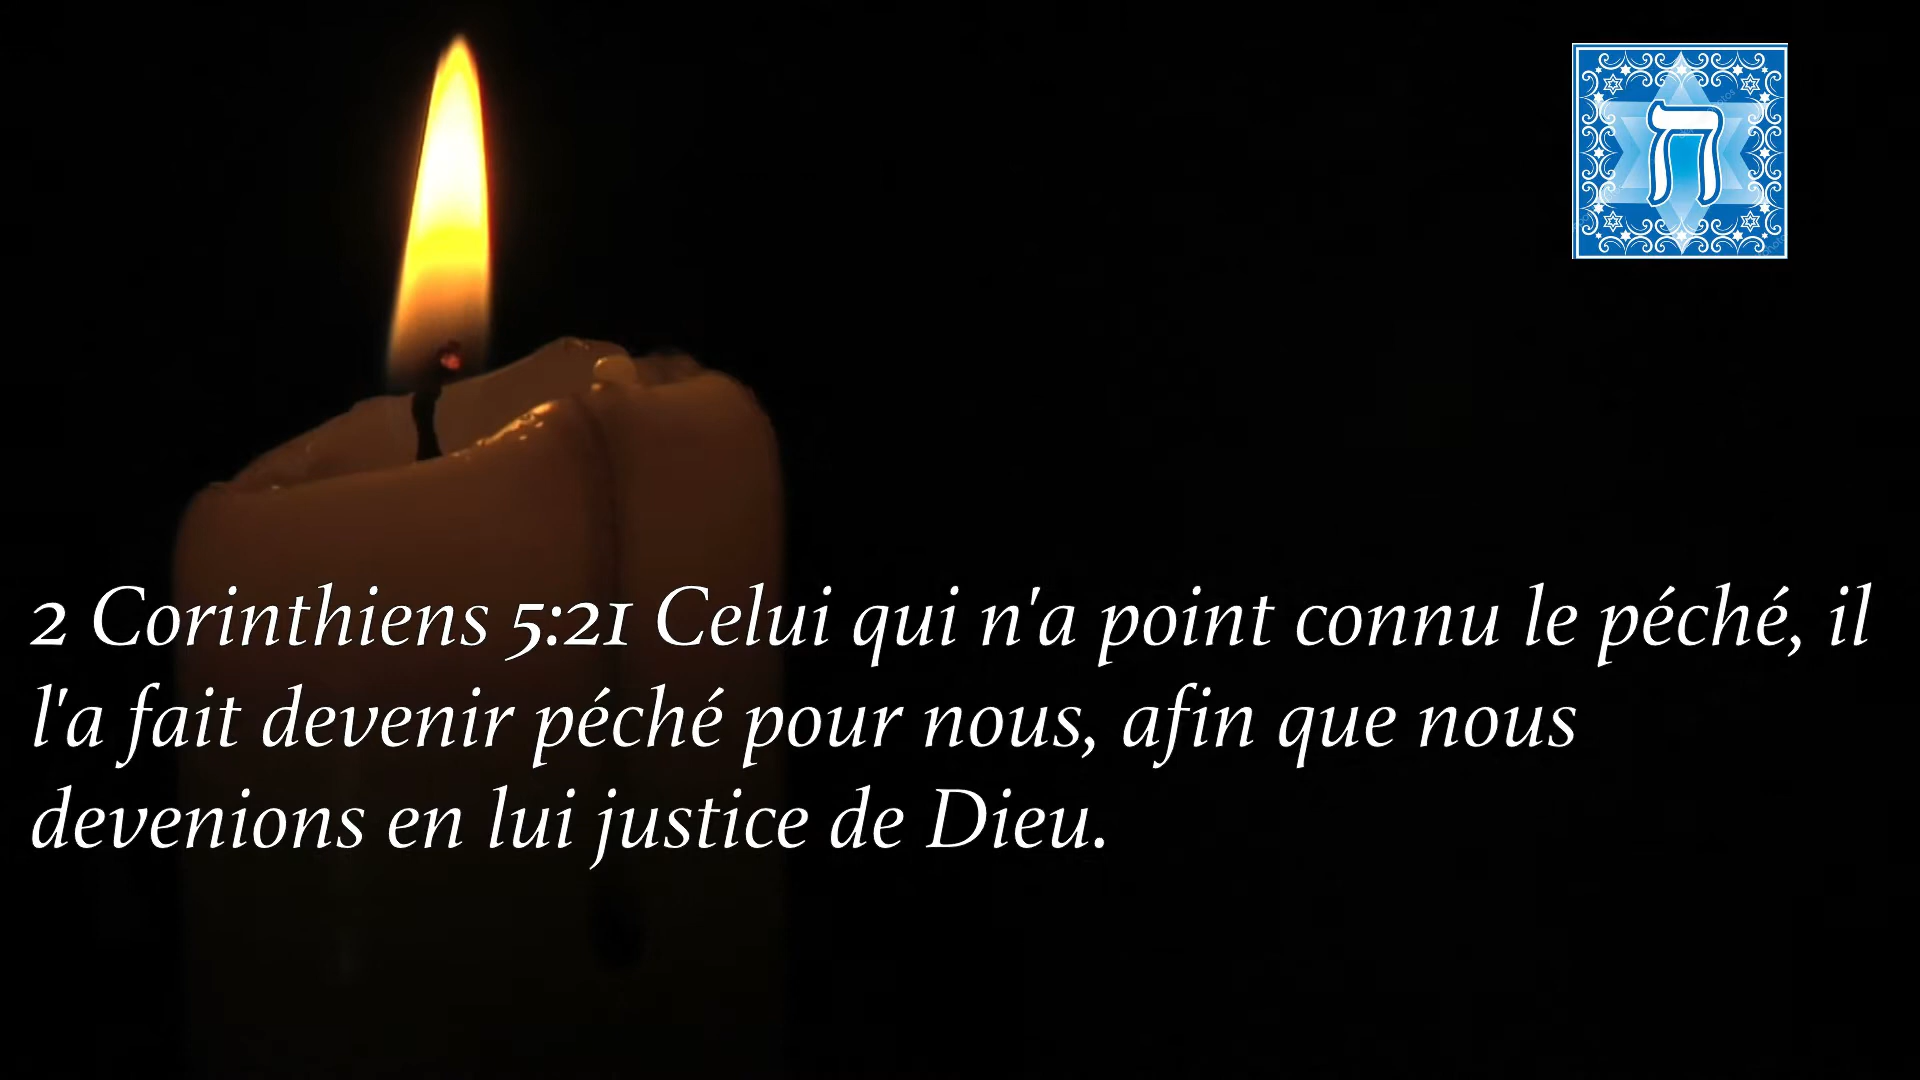 ח
2 Corinthiens 5:21 Celui qui n'a point connu le péché, il
l'a fait devenir péché pour nous, afin que nous
devenions en lui justice de Dieu.